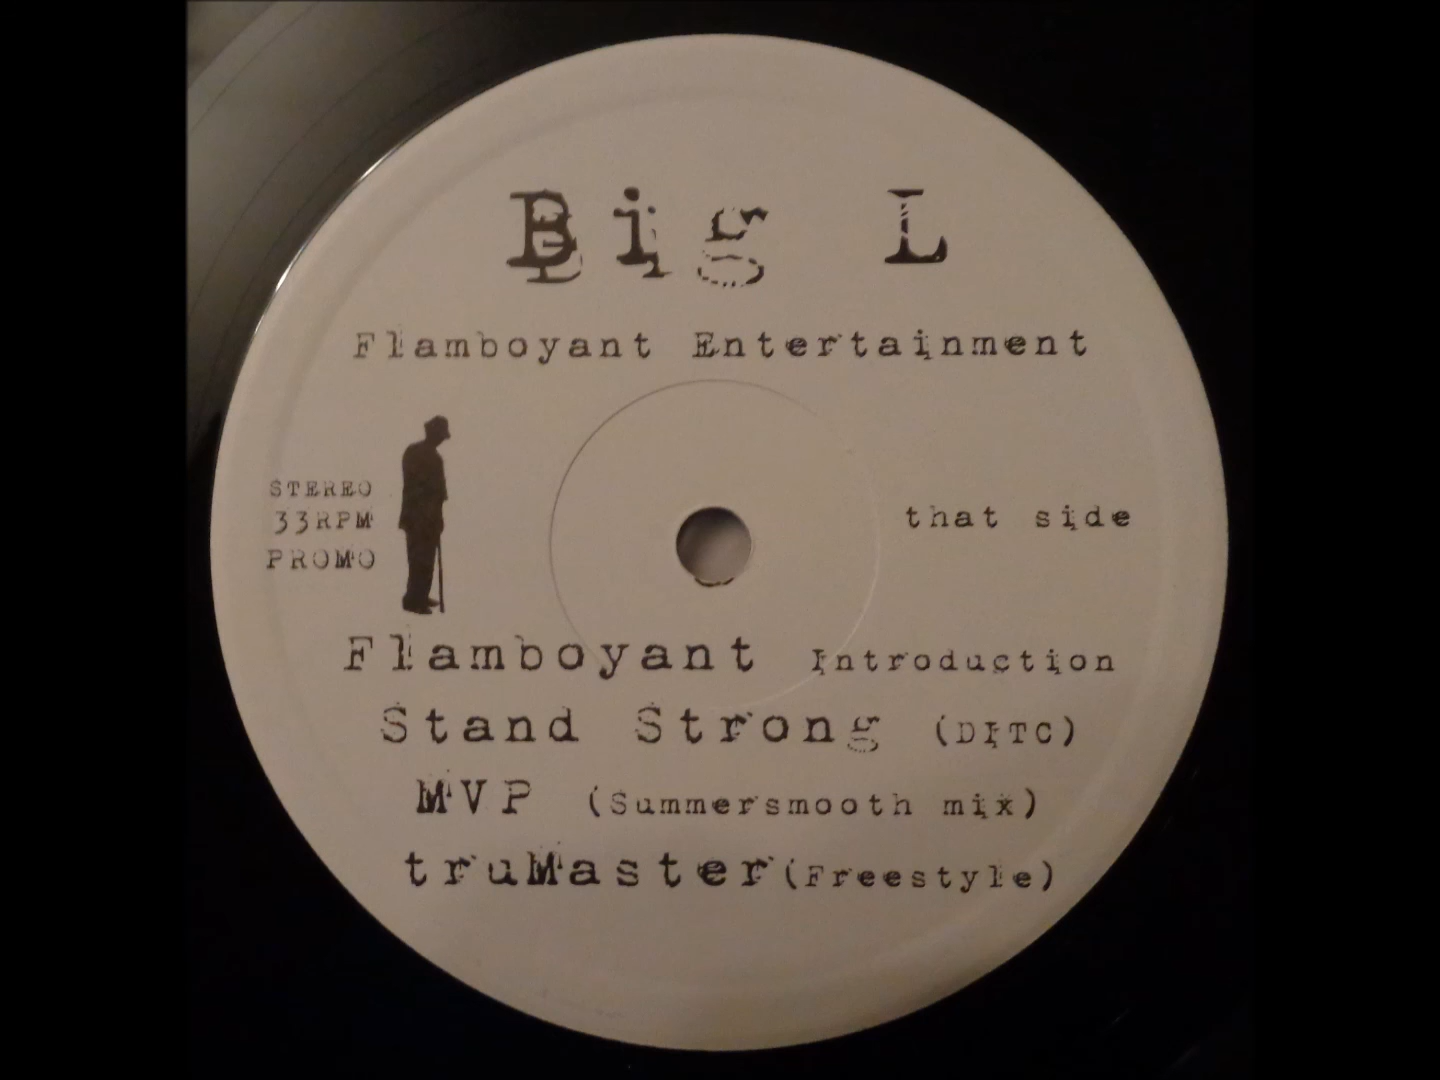 Big L
Flamboyant Entertainment
STEREO
33RPM
PROMO
that side
Flamboyant Introduction
Stand Strong (DITC)
MVP (Summersmooth mix)
truMaster(Freestyle)